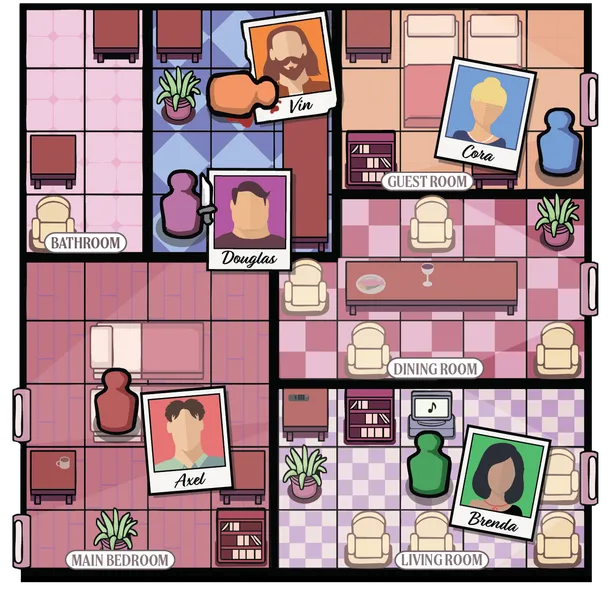 Vin
Cora
GUEST ROOM
Douglas
BATHROOM
DINING ROOM
Axel
Brenda
MAIN BEDROOM
LIVING ROOM